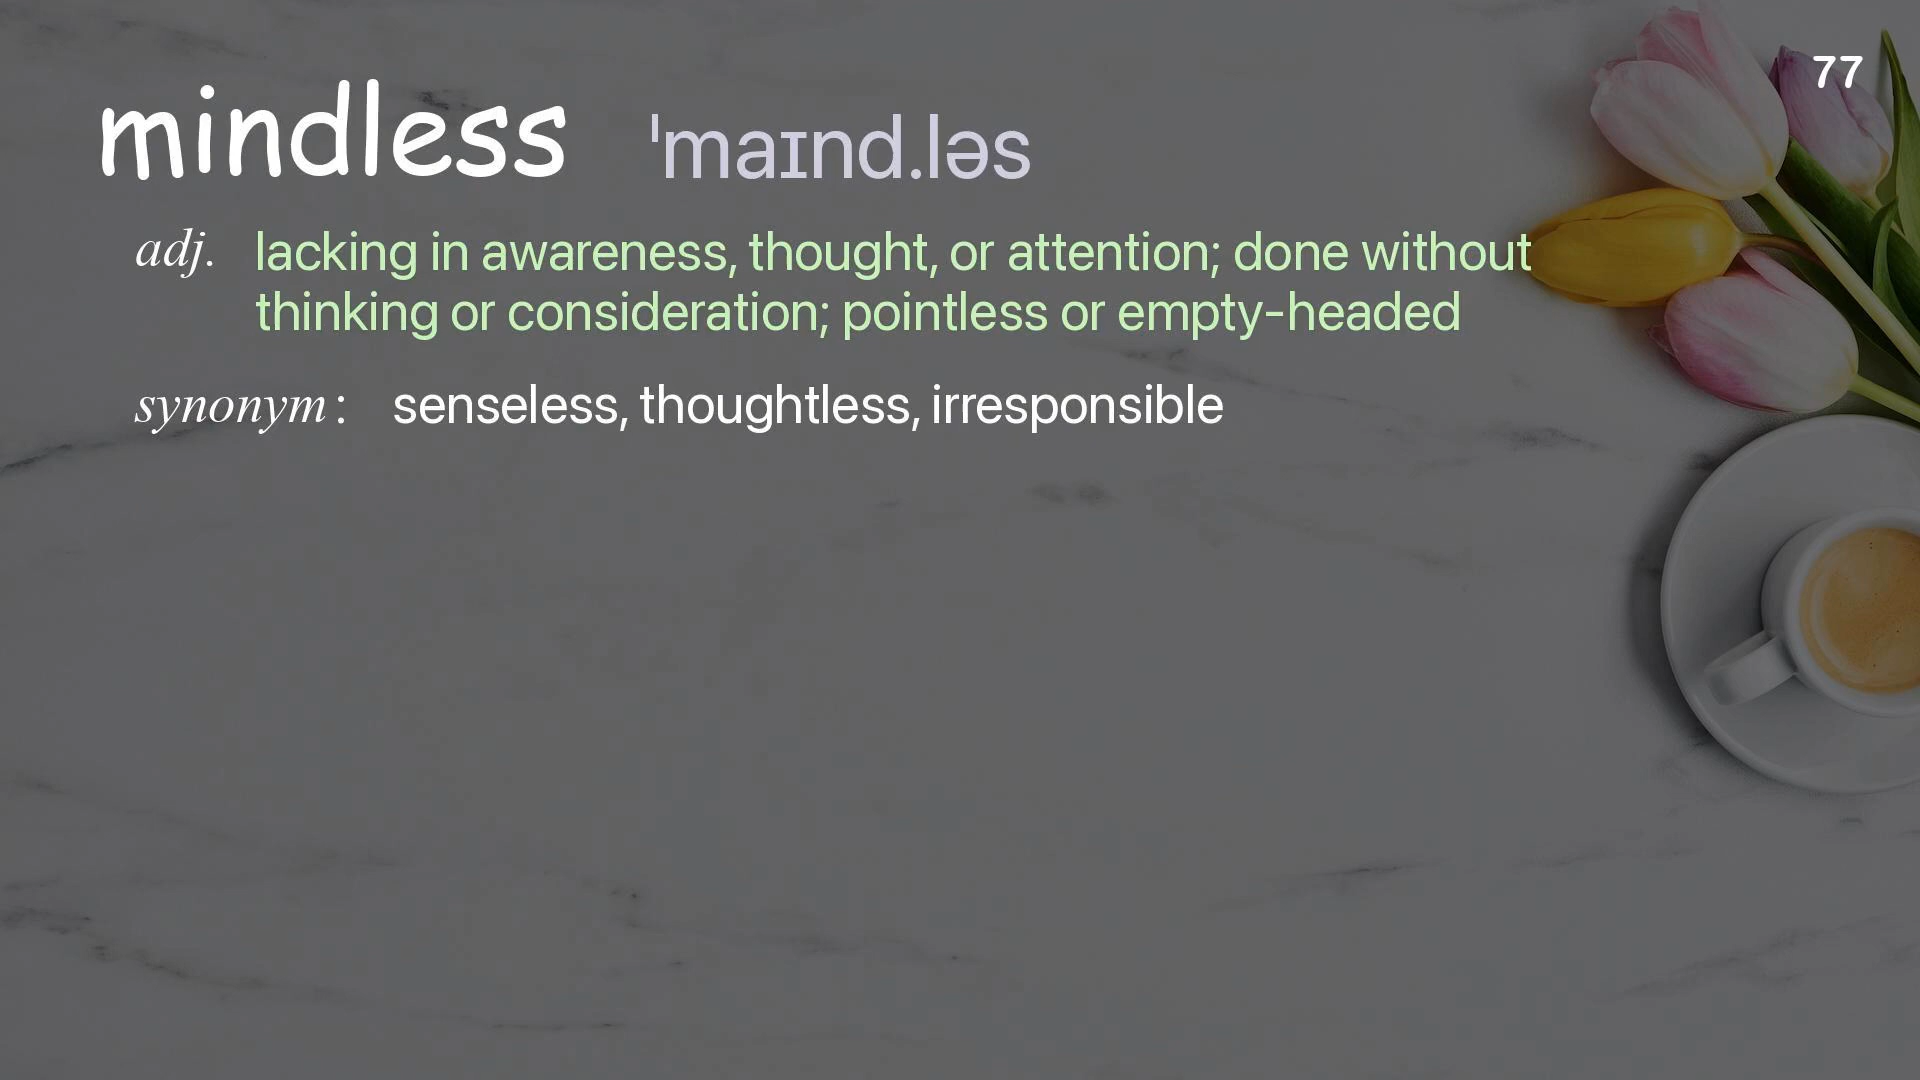 77
mindless ˈmaɪnd.ləs
adj. lacking in awareness, thought, or attention; done without
thinking or consideration; pointless or empty-headed
synonym : senseless, thoughtless, irresponsible